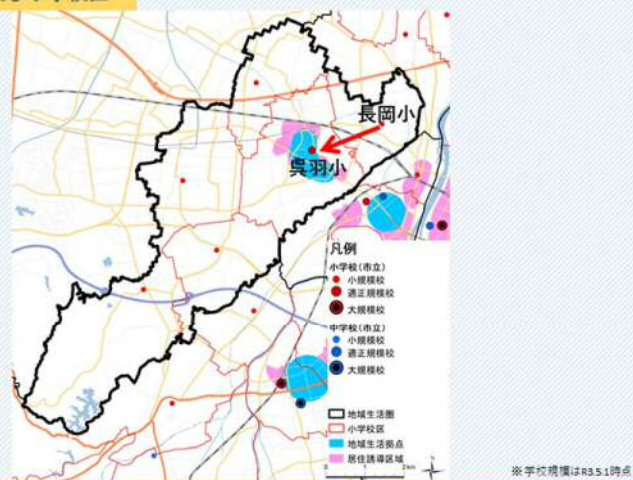 長岡小
呉羽小
凡例
小学校(市立)
小規模校
適正規模校
大規模校
中学校(市立)
小規模校
適正規模校
大規模校
地域生活圏
小学校区
地域生活拠点
居住誘導区域
0 1 2km
※学校規模はR3.5.1時点